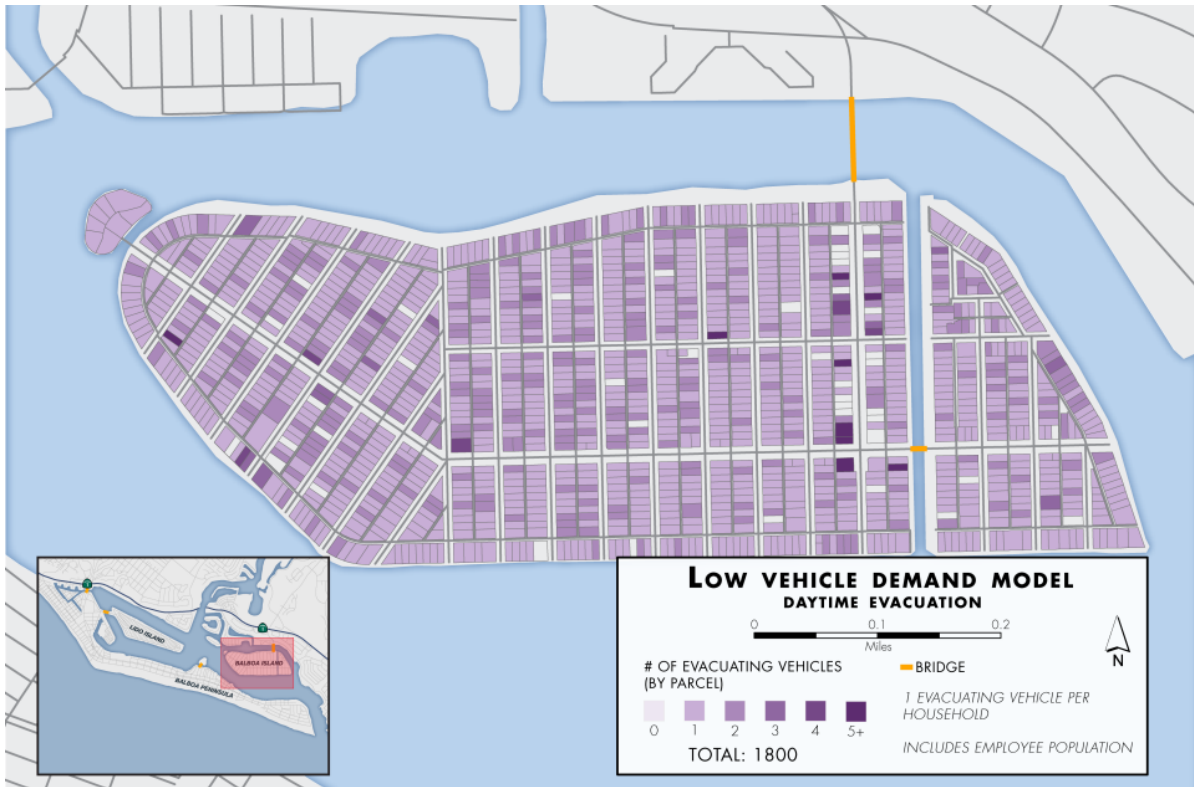 LOW VEHICLE DEMAND MODEL
DAYTIME EVACUATION
0 0.1 0.2
Miles
N
# OF EVACUATING VEHICLES
(BY PARCEL)
0 1 2 3 4 5+
TOTAL: 1800
BRIDGE
1 EVACUATING VEHICLE PER
HOUSEHOLD
INCLUDES EMPLOYEE POPULATION
LIDO ISLAND
BALBOA ISLAND
BALBOA PENINSULA